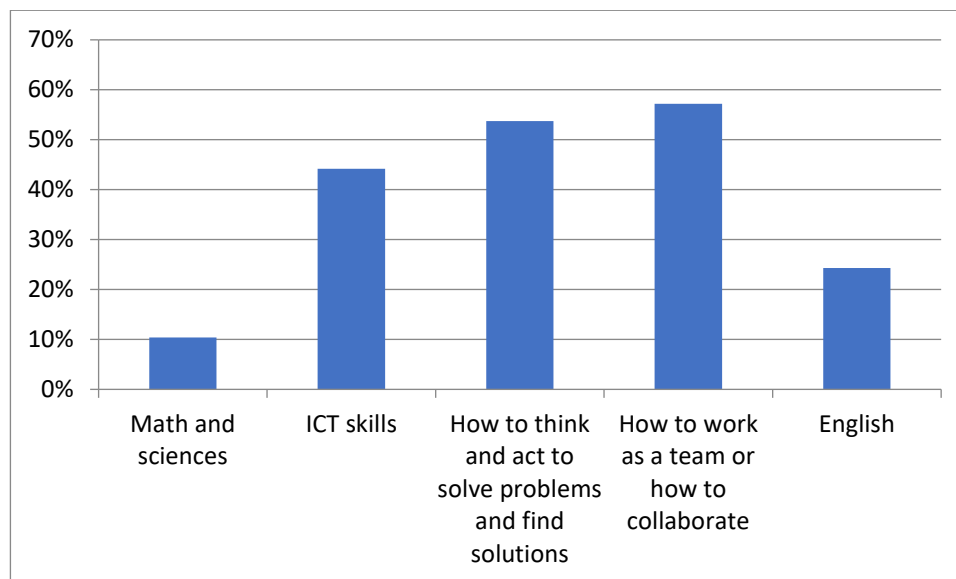 70%
60%
50%
40%
30%
20%
10%
0%
Math and
sciences
ICT skills
How to think
and act to
solve problems
and find
solutions
How to work
as a team or
how to
collaborate
English